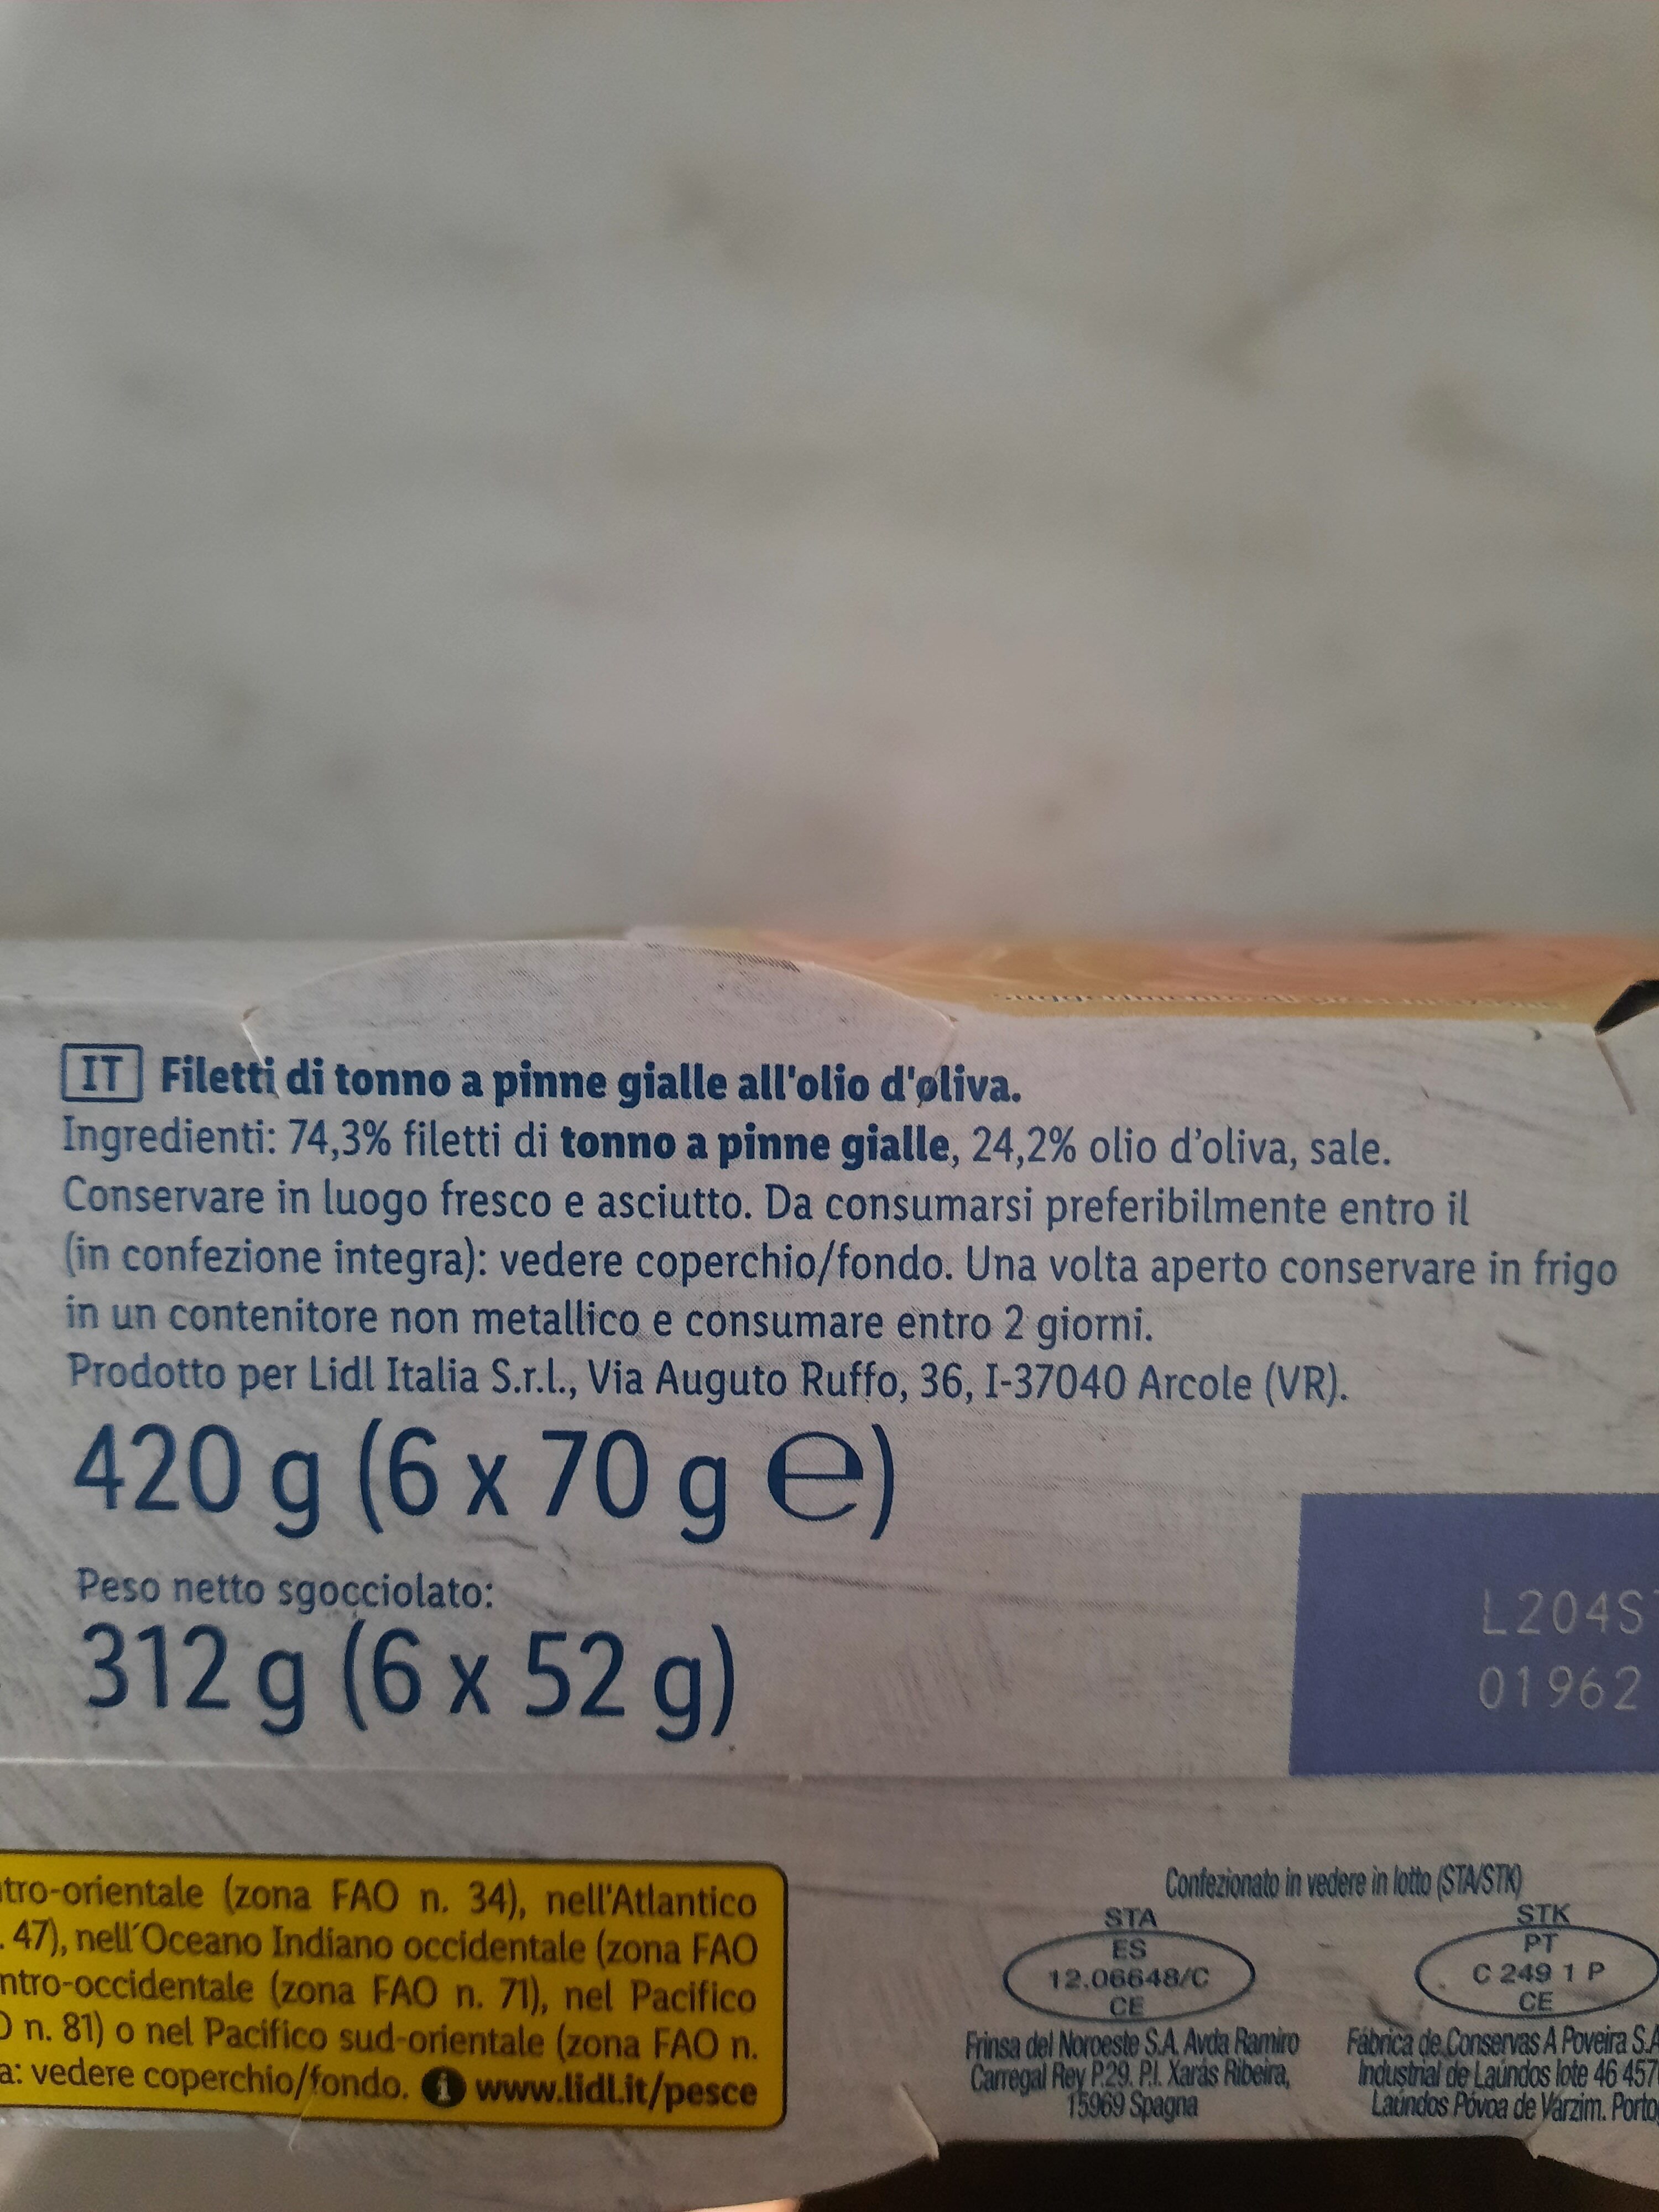 IT Filetti di tonno a pinne gialle all'olio d'oliva.
Ingredienti: 74,3% filetti di tonno a pinne gialle, 24,2% olio d'oliva, sale.
Conservare in luogo fresco e asciutto. Da consumarsi preferibilmente entro il
(in confezione integra): vedere coperchio/fondo. Una volta aperto conservare in frigo
in un contenitore non metallico e consumare entro 2 giorni.
Prodotto per Lidl Italia S.r.l., Via Auguto Ruffo, 36, I-37040 Arcole (VR).
420 g (6 x 70 g e)
Peso netto sgocciolato:
312 g (6 x 52 g)
L204S
01962
tro-orientale (zona FAO n. 34), nell'Atlantico
. 47), nell'Oceano Indiano occidentale (zona FAO
ntro-occidentale (zona FAO n. 71), nel Pacifico
O n. 81) o nel Pacifico sud-orientale (zona FAO n.
a: vedere coperchio/fondo. i www.lidl.it/pesce
Confezionato in vedere in lotto (STA/STK)
STA
ES
12.06648/C
CE
Frinsa del Noroeste S.A. Avda Ramiro
Carregal Rey P.29. P.I. Xarás Ribeira,
15969 Spagna
STK
PT
C 249 1 P
CE
Fábrica de Conservas A Poveira S.A
Industrial de Laúndos lote 46 457
Laúndos Póvoa de Varzim. Porto